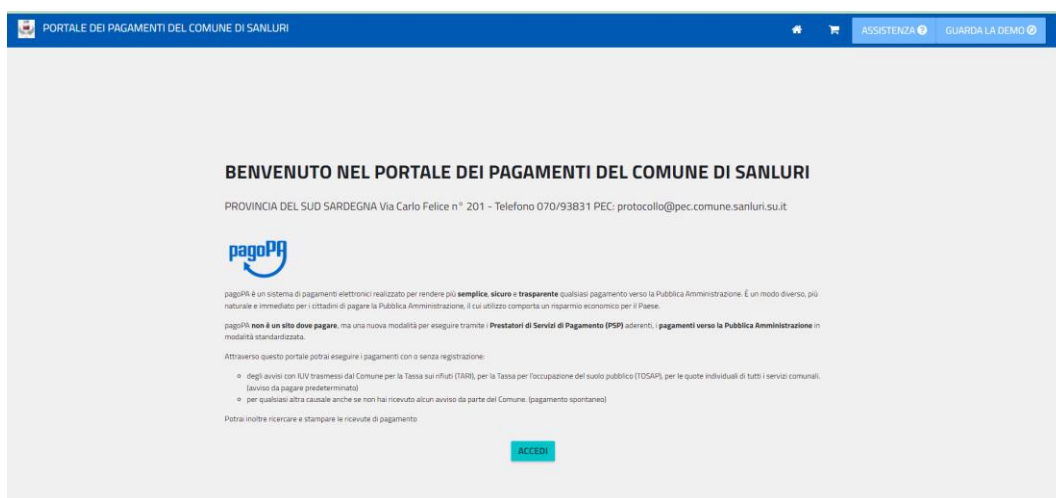 PORTALE DEI PAGAMENTI DEL COMUNE DI SANLURI
ASSISTENZA
GUARDA LA DEMO
BENVENUTO NEL PORTALE DEI PAGAMENTI DEL COMUNE DI SANLURI
PROVINCIA DEL SUD SARDEGNA Via Carlo Felice n° 201 - Telefono 070/93831 PEC: protocollo@pec.comune.sanluri.su.it
pagoPA
pagoPA è un sistema di pagamenti elettronici realizzato per rendere più semplice, sicuro e trasparente qualsiasi pagamento verso la Pubblica Amministrazione. É un modo diverso, più
naturale e immediato per i cittadini di pagare la Pubblica Amministrazione, il cui utilizzo comporta un risparmio economico per il Paese.
pagoPA non è un sito dove pagare, ma una nuova modalità per eseguire tramite i Prestatori di Servizi di Pagamento (PSP) aderenti, i pagamenti verso la Pubblica Amministrazione in
modalità standardizzata.
Attraverso questo portale potrai eseguire i pagamenti con o senza registrazione:
degli avvisi con IUV trasmessi dal Comune per la Tassa sui rifiuti (TARI), per la Tassa per l'occupazione del suolo pubblico (TOSAP), per le quote individuali di tutti i servizi comunali.
(avviso da pagare predeterminato)
per qualsiasi altra causale anche se non hai ricevuto alcun avviso da parte del Comune. (pagamento spontaneo)
Potrai inoltre ricercare e stampare le ricevute di pagamento
ACCEDI